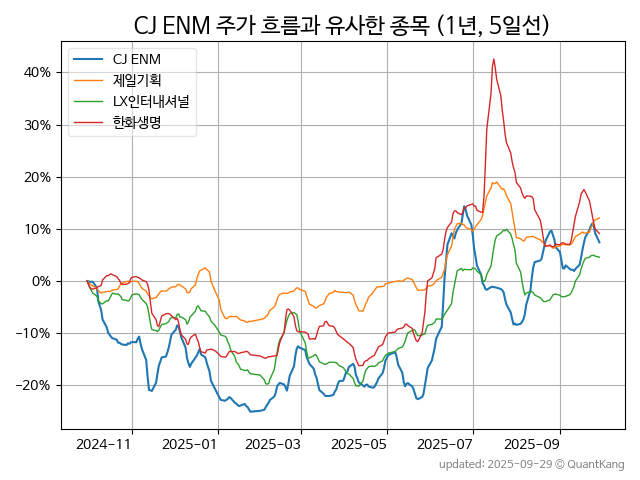 CJ ENM 주가 흐름과 유사한 종목 (1년, 5일선)
CJ ENM
제일기획
LX인터내셔널
한화생명
40%
30%
20%
10%
0%
−10%
−20%
2024−11
2025−01
2025−03
2025−05
2025−07
2025−09
updated: 2025-09-29 © QuantKang